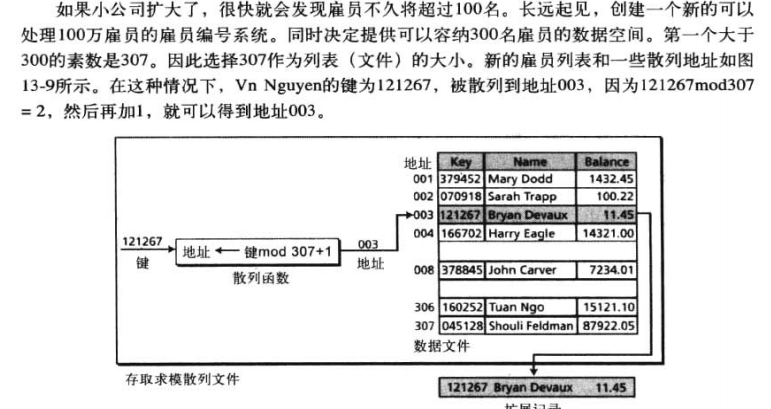 如果小公司扩大了，很快就会发现雇员不久将超过100名。长远起见，创建一个新的可以
处理100万雇员的雇员编号系统。同时决定提供可以容纳300名雇员的数据空间。第一个大于
300的素数是307。因此选择307作为列表（文件）的大小。新的雇员列表和一些散列地址如图
13-9所示。在这种情况下，Vn Nguyen的键为121267，被散列到地址003，因为121267mod307
= 2，然后再加1，就可以得到地址003。
地址 Key Name Balance
001 379452 Mary Dodd 1432.45
002 070918 Sarah Trapp 100.22
003 121267 Bryan Devaux 11.45
004 166702 Harry Eagle 14321.00
121267
键
地址 ← 键mod 307+1
散列函数
003
地址
008 378845 John Carver 7234.01
306 160252 Tuan Ngo 15121.10
307 045128 Shouli Feldman 87922.05
数据文件
存取求模散列文件
121267 Bryan Devaux 11.45